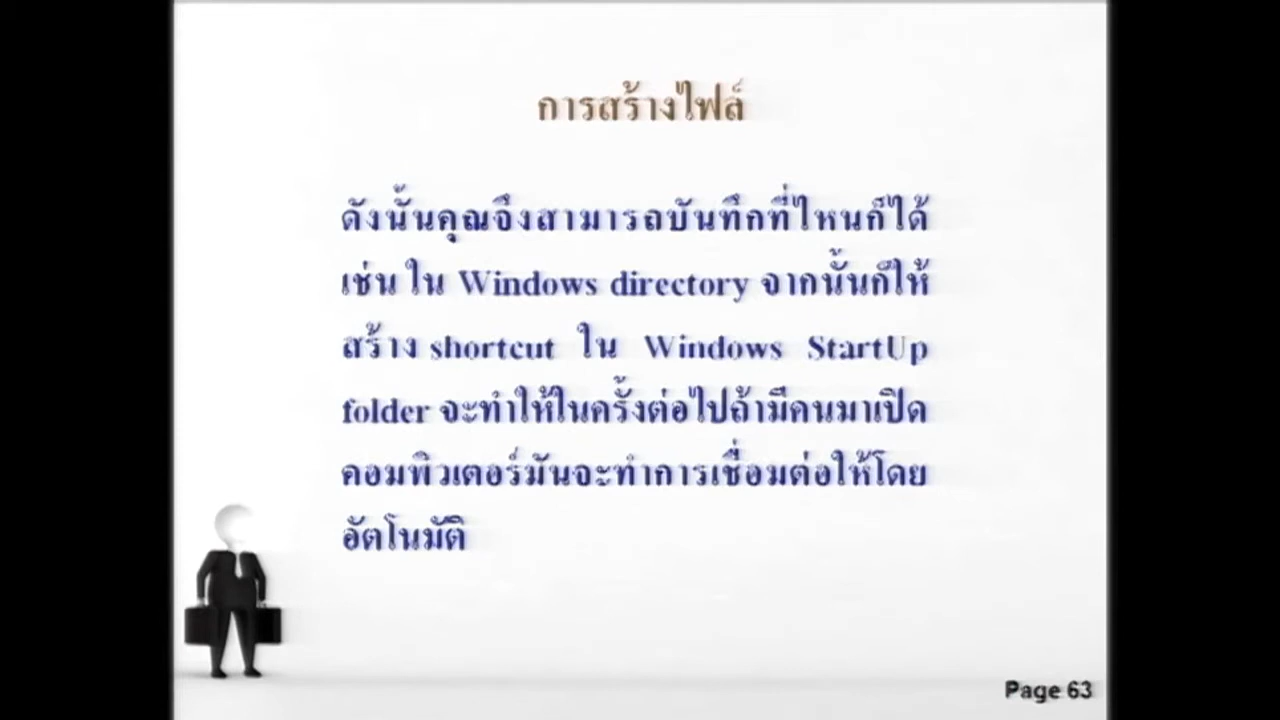 การสร้างไฟล์
ดังนั้นคุณจึงสามารถบันทึกที่ไหนก็ได้
เช่น ใน Windows directory จากนั้นก็ให้
สร้าง shortcut ใน Windows StartUp
folder จะทำให้ในครั้งต่อไปถ้ามีคนมาเปิด
คอมพิวเตอร์มันจะทำการเชื่อมต่อให้โดย
อัตโนมัติ
Page 63